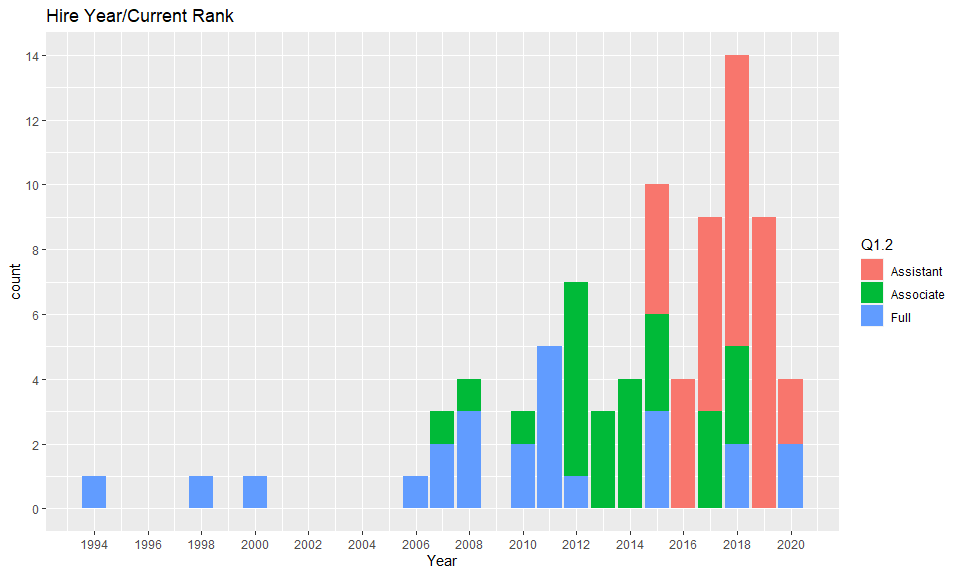 Hire Year/Current Rank
14
12
10
8
6
4
2
0
count
1994 1996 1998 2000 2002 2004 2006 2008 2010 2012 2014 2016 2018 2020
Year
Q1.2
Assistant
Associate
Full